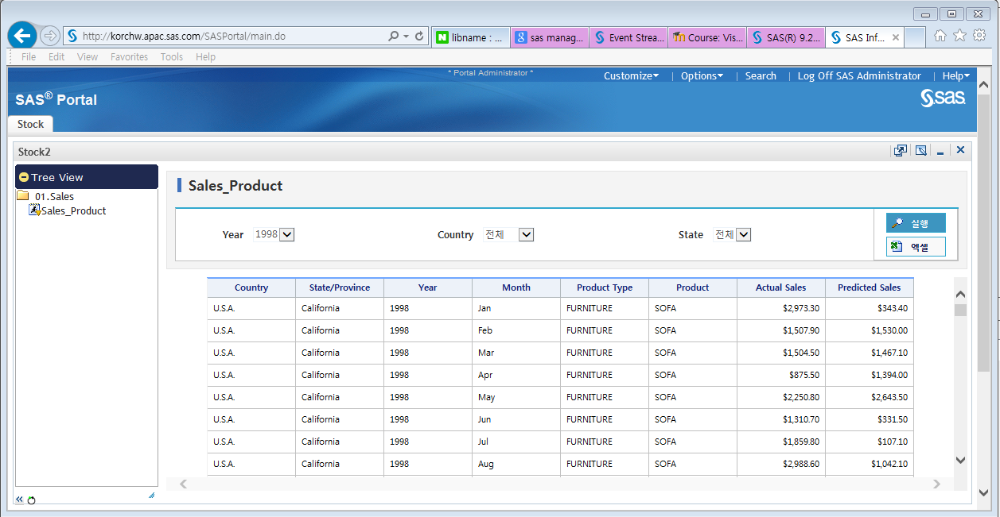 http://korchw.apac.sas.com/SASPortal/main.do
libname : ...
sas manag...
Event Strea...
Course: Vis...
SAS(R) 9.2...
SAS Inf...
File Edit View Favorites Tools Help
* Portal Administrator *
Customize Options Search Log Off SAS Administrator Help
SAS® Portal
sas
Stock
Stock2
Tree View
01.Sales
Sales_Product
Sales_Product
Year 1998 Country 전체 State 전체
실행
엑셀
Country State/Province Year Month Product Type Product Actual Sales Predicted Sales
U.S.A. California 1998 Jan FURNITURE SOFA $2,973.30 $343.40
U.S.A. California 1998 Feb FURNITURE SOFA $1,507.90 $1,530.00
U.S.A. California 1998 Mar FURNITURE SOFA $1,504.50 $1,467.10
U.S.A. California 1998 Apr FURNITURE SOFA $875.50 $1,394.00
U.S.A. California 1998 May FURNITURE SOFA $2,250.80 $2,643.50
U.S.A. California 1998 Jun FURNITURE SOFA $1,310.70 $331.50
U.S.A. California 1998 Jul FURNITURE SOFA $1,859.80 $107.10
U.S.A. California 1998 Aug FURNITURE SOFA $2,988.60 $1,042.10